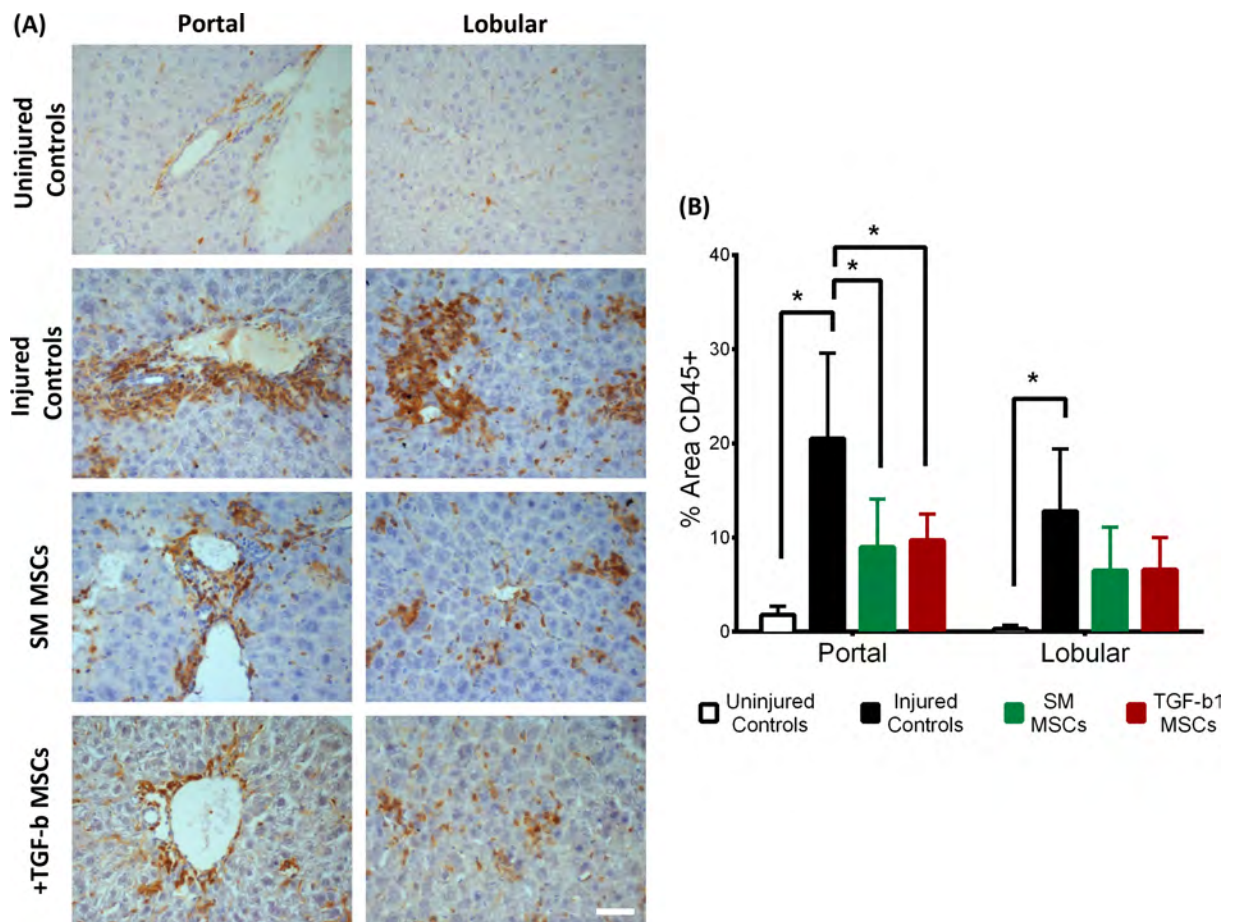 (A)
Portal
Lobular
Uninjured
Controls
Injured
Controls
SM MSCs
+TGF-b MSCs
(B)
% Area CD45+
40
30
20
10
0
*
*
*
*
Portal
Lobular
Uninjured
Controls
Injured
Controls
SM
MSCs
TGF-b1
MSCs